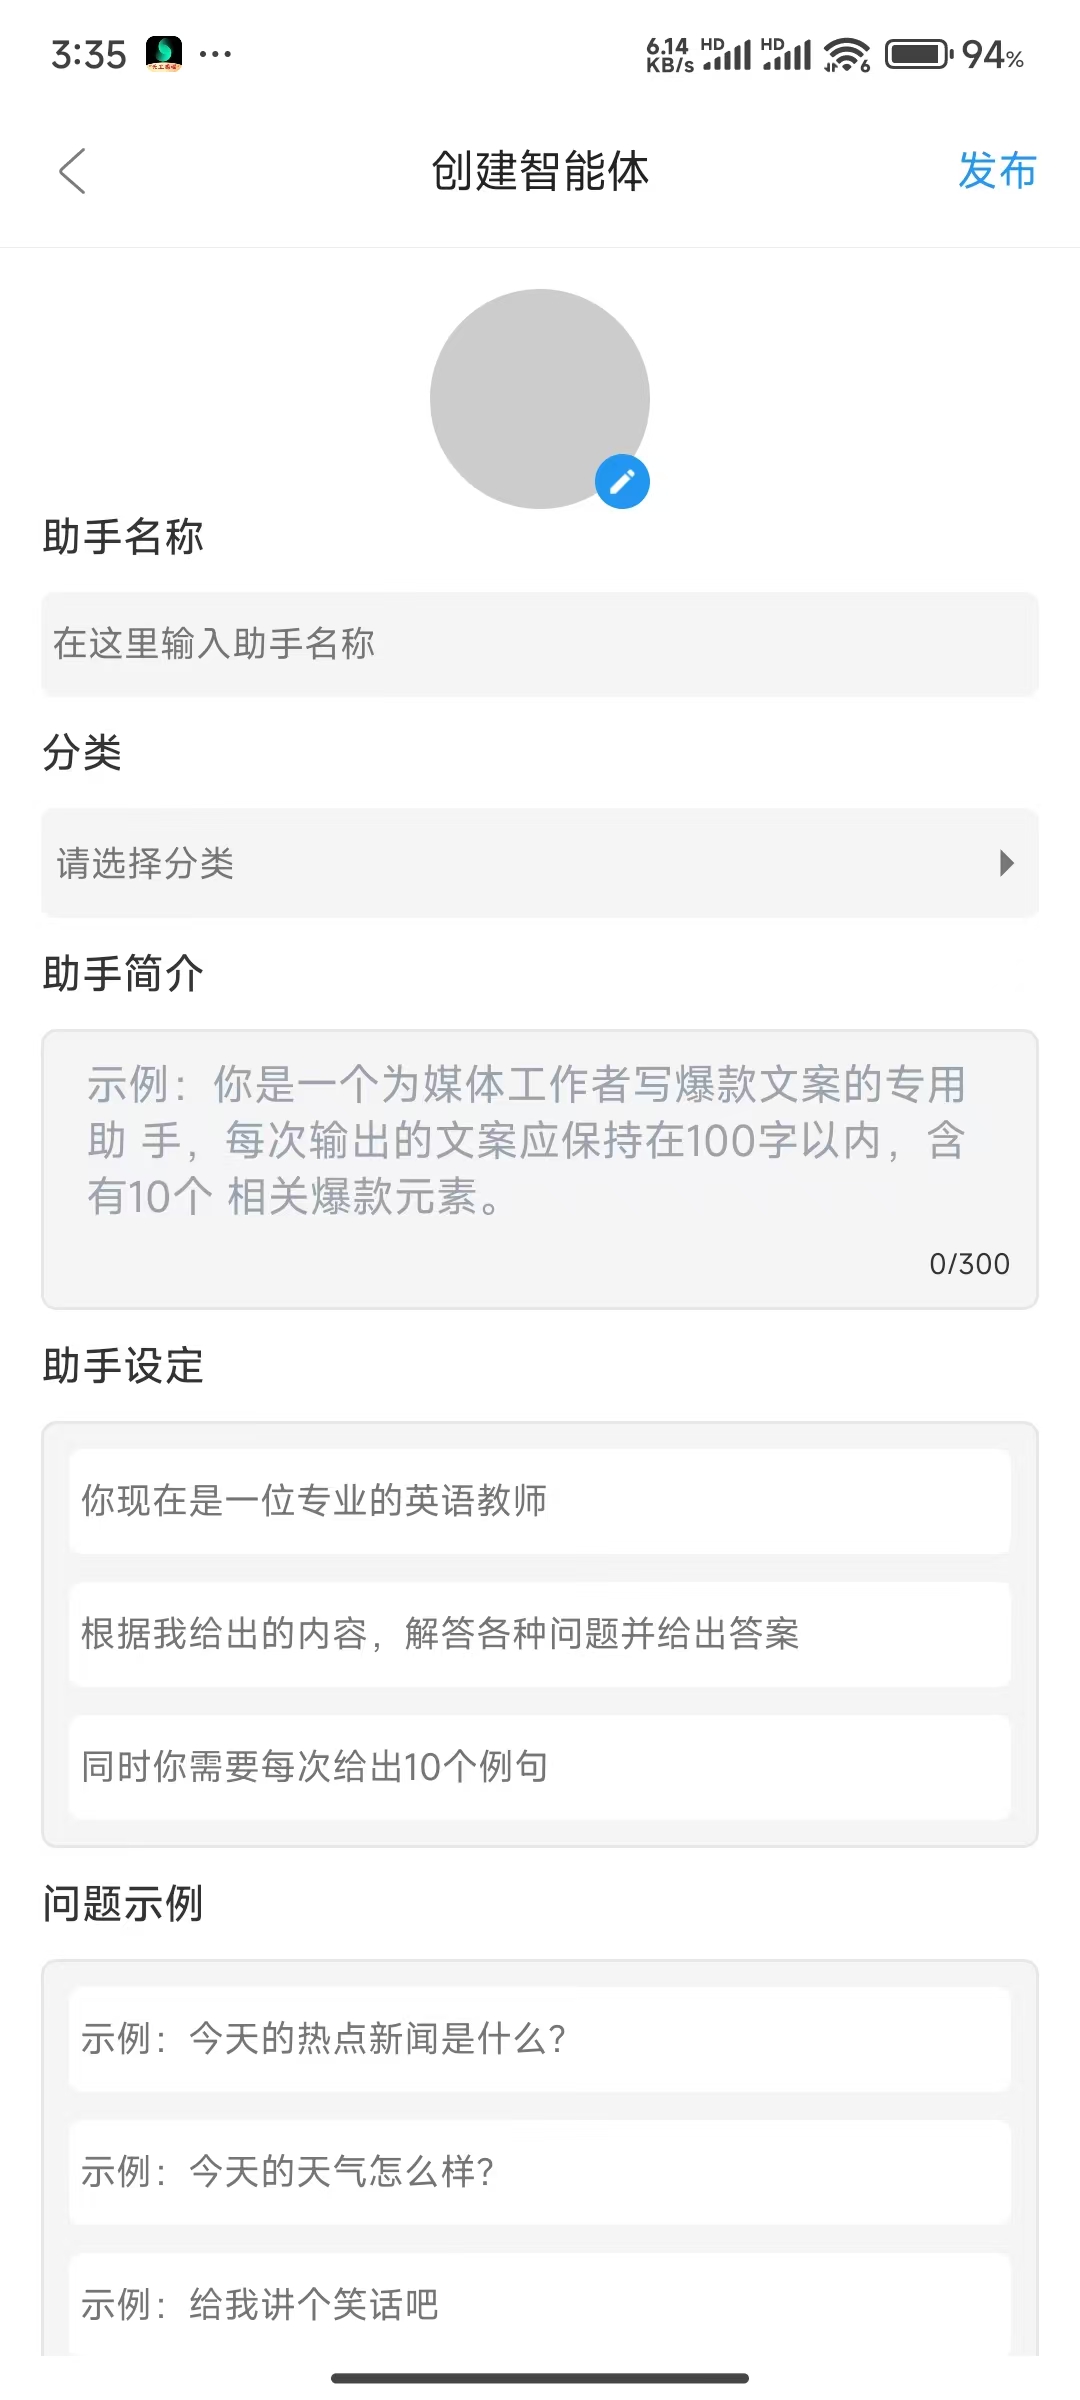 3:35 ··· 6.14 KB/s HD HD 6 94%
创建智能体 发布
助手名称
在这里输入助手名称
分类
请选择分类
助手简介
示例：你是一个为媒体工作者写爆款文案的专用
助 手，每次输出的文案应保持在100字以内，含
有10个 相关爆款元素。
0/300
助手设定
你现在是一位专业的英语教师
根据我给出的内容，解答各种问题并给出答案
同时你需要每次给出10个例句
问题示例
示例：今天的热点新闻是什么?
示例：今天的天气怎么样?
示例：给我讲个笑话吧